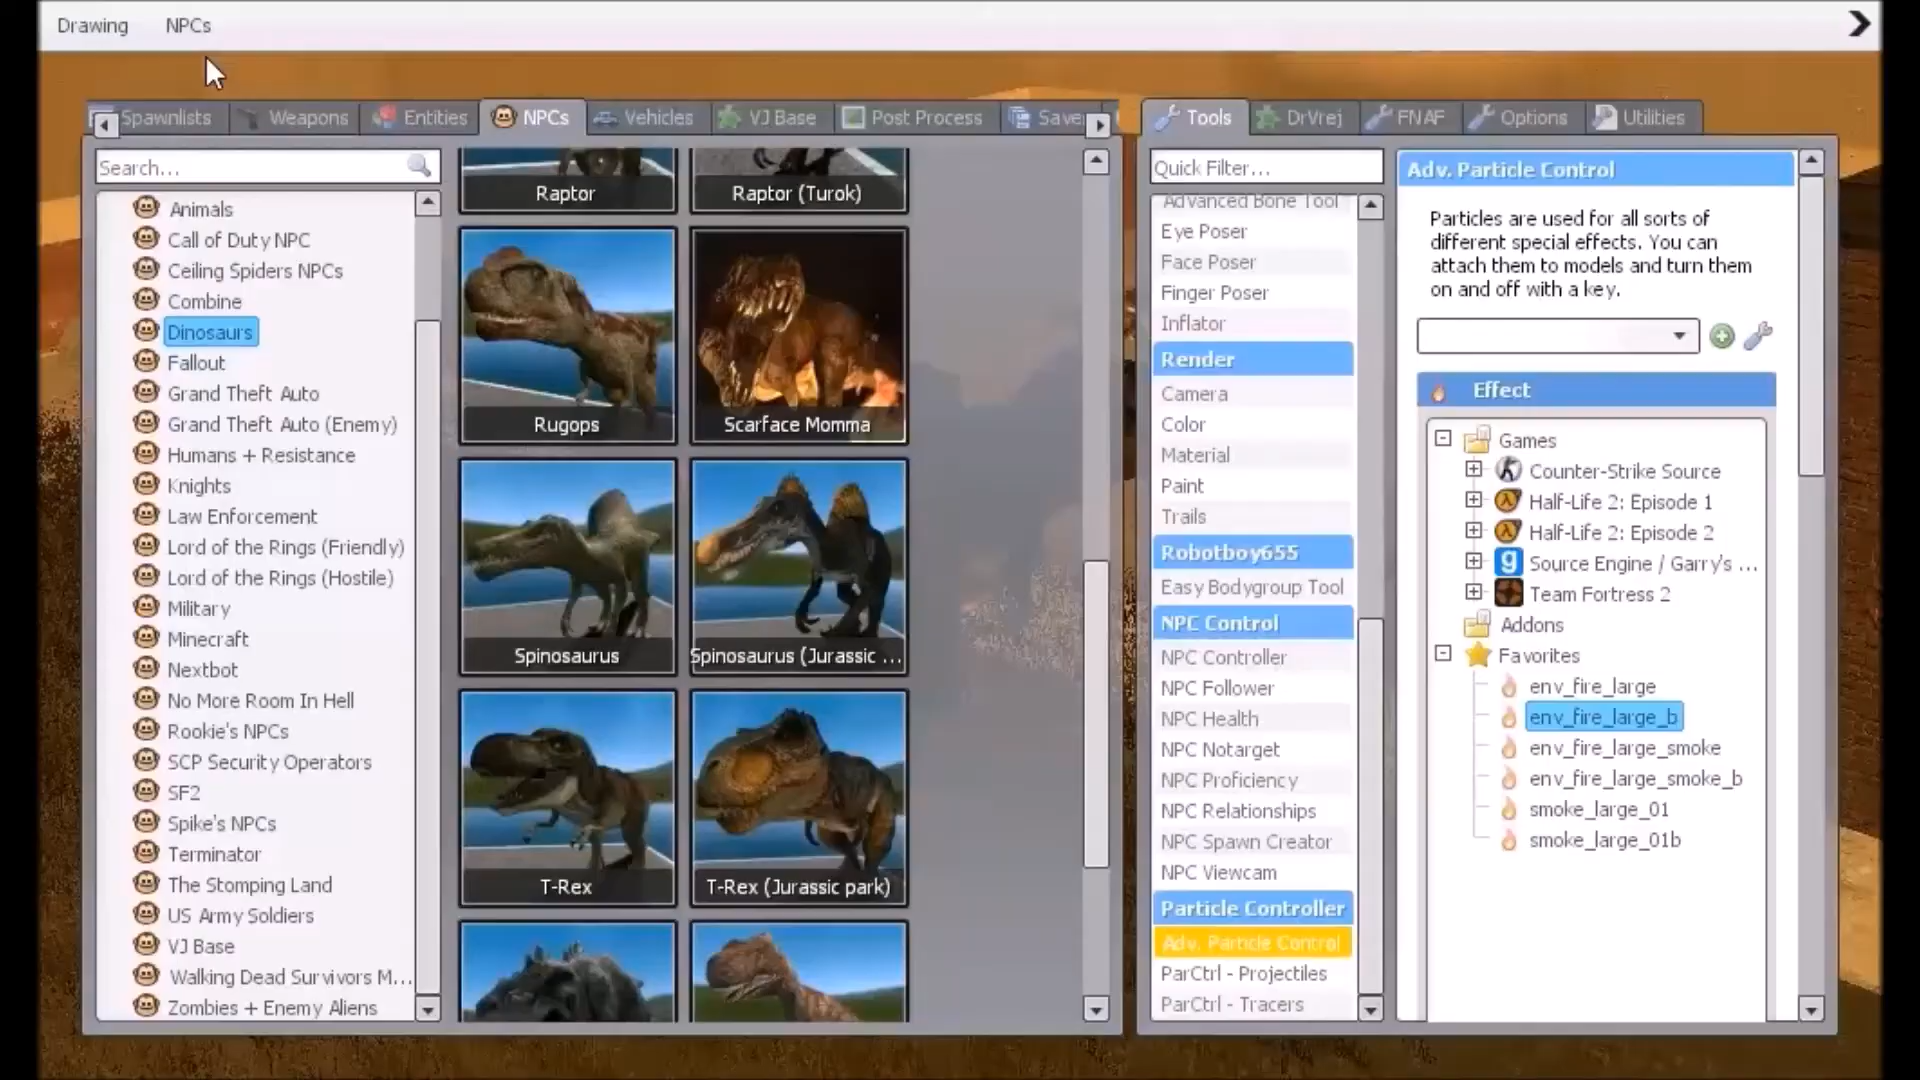 Drawing NPCs
Spawnlists Weapons Entities NPCs Vehicles VJ Base Post Process Save
Search...
Animals
Call of Duty NPC
Ceiling Spiders NPCs
Combine
Dinosaurs
Fallout
Grand Theft Auto
Grand Theft Auto (Enemy)
Humans + Resistance
Knights
Law Enforcement
Lord of the Rings (Friendly)
Lord of the Rings (Hostile)
Military
Minecraft
Nextbot
No More Room In Hell
Rookie's NPCs
SCP Security Operators
SF2
Spike's NPCs
Terminator
The Stomping Land
US Army Soldiers
VJ Base
Walking Dead Survivors M...
Zombies + Enemy Aliens
Raptor
Raptor (Turok)
Rugops
Scarface Momma
Spinosaurus
Spinosaurus (Jurassic ...
T-Rex
T-Rex (Jurassic park)
Tools DrVrej FNAF Options Utilities
Quick Filter...
Advanced Bone Tool
Eye Poser
Face Poser
Finger Poser
Inflator
Render
Camera
Color
Material
Paint
Trails
Robotboy655
Easy Bodygroup Tool
NPC Control
NPC Controller
NPC Follower
NPC Health
NPC Notarget
NPC Proficiency
NPC Relationships
NPC Spawn Creator
NPC Viewcam
Particle Controller
Adv. Particle Control
ParCtrl - Projectiles
ParCtrl - Tracers
Adv. Particle Control
Particles are used for all sorts of
different special effects. You can
attach them to models and turn them
on and off with a key.
Effect
Games
Counter-Strike Source
Half-Life 2: Episode 1
Half-Life 2: Episode 2
Source Engine / Garry's ...
Team Fortress 2
Addons
Favorites
env_fire_large
env_fire_large_b
env_fire_large_smoke
env_fire_large_smoke_b
smoke_large_01
smoke_large_01b